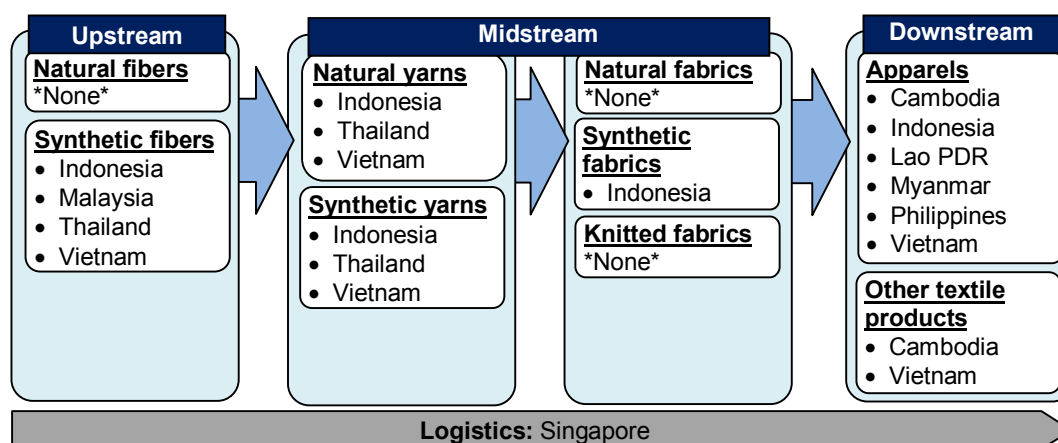 Upstream
Natural fibers
*None*
Synthetic fibers
• Indonesia
• Malaysia
• Thailand
• Vietnam
Midstream
Natural yarns
• Indonesia
• Thailand
• Vietnam
Synthetic yarns
• Indonesia
• Thailand
• Vietnam
Natural fabrics
*None*
Synthetic
fabrics
• Indonesia
Knitted fabrics
*None*
Downstream
Apparels
• Cambodia
• Indonesia
• Lao PDR
• Myanmar
• Philippines
• Vietnam
Other textile
products
• Cambodia
• Vietnam
Logistics: Singapore